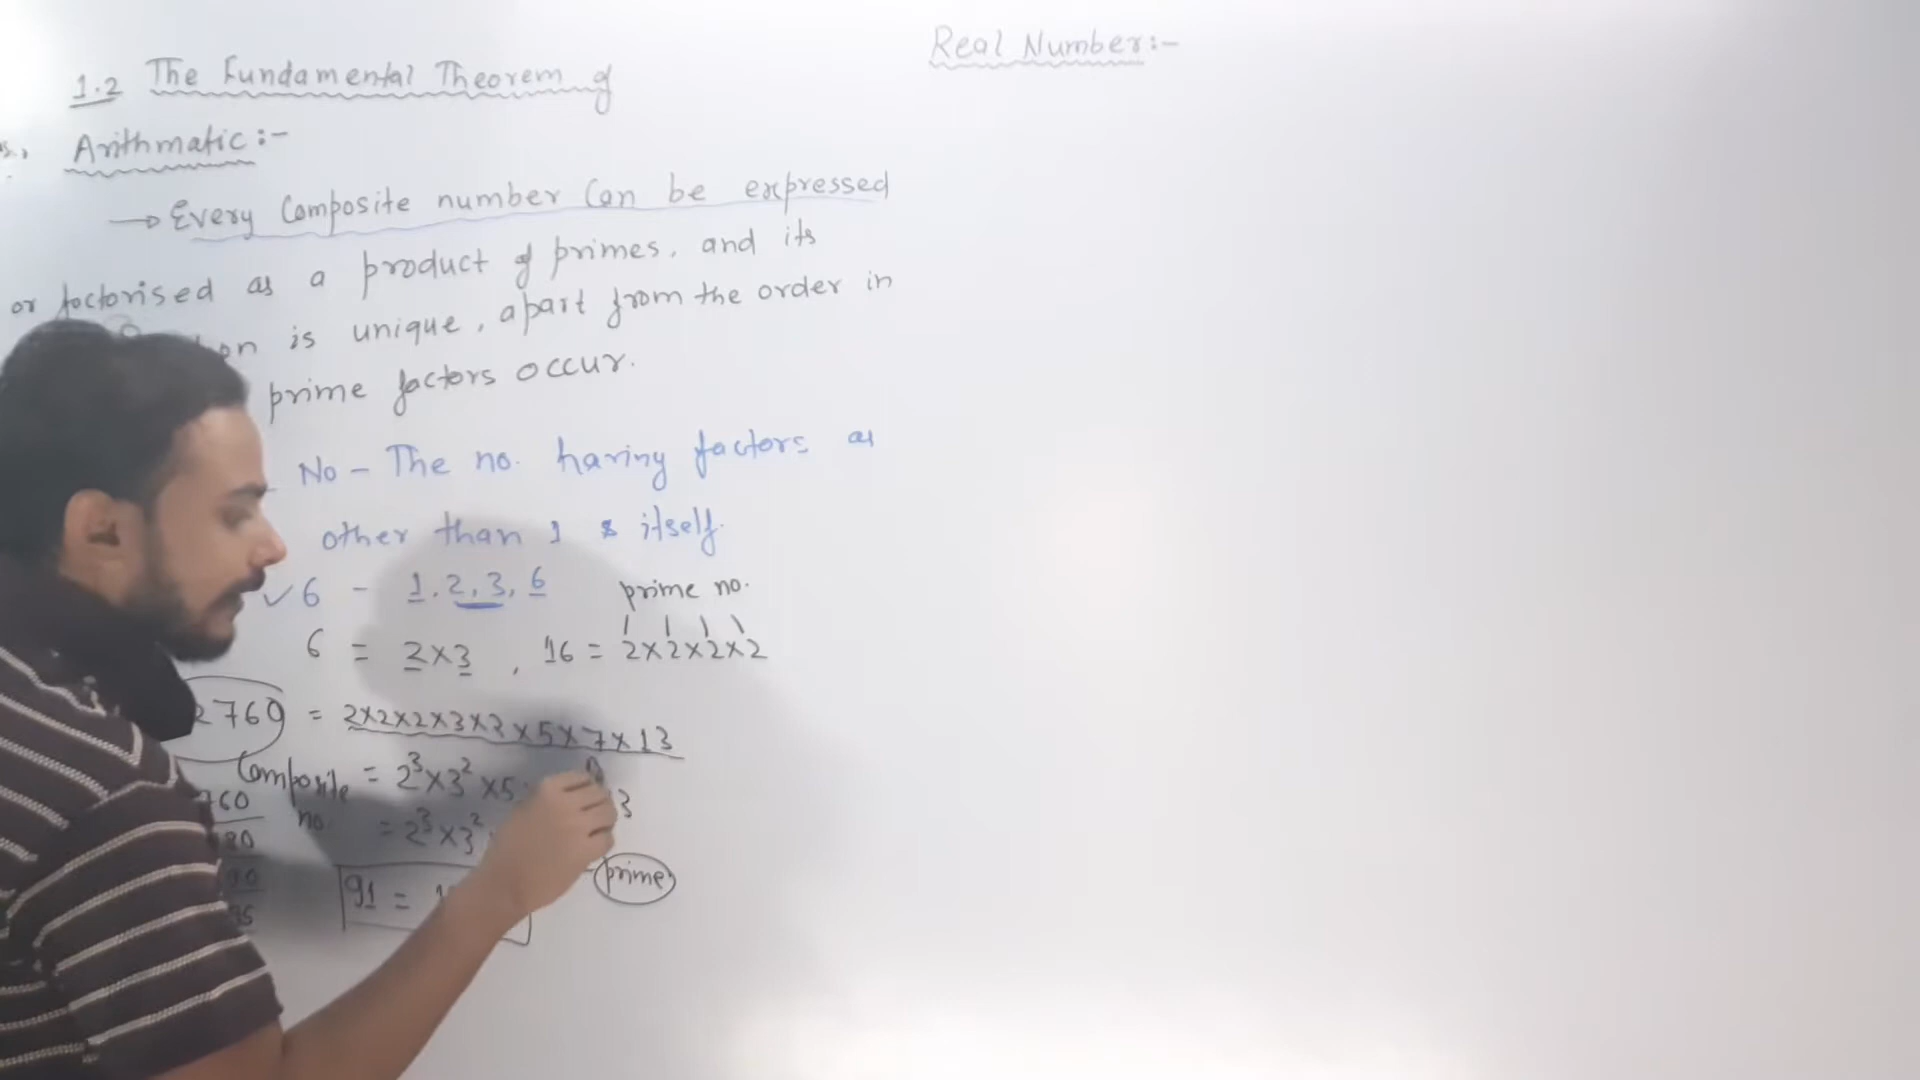 Real Number:-
1.2 The Fundamental Theorem of
Arithmatic:-
→ Every Composite number Can be expressed
or factorised as a product of primes, and its
is unique, apart from the order in
prime factors occur.
No - The no. having factors as
other than 1 & itself.
✓6 - 1, 2, 3, 6 prime no.
6 = 2×3 , 16 = 2×2×2×2
2760 = 2×2×2×3×3×5×7×13
Composite = 2³×3²×5
no. = 2³×3²
91 =
prime